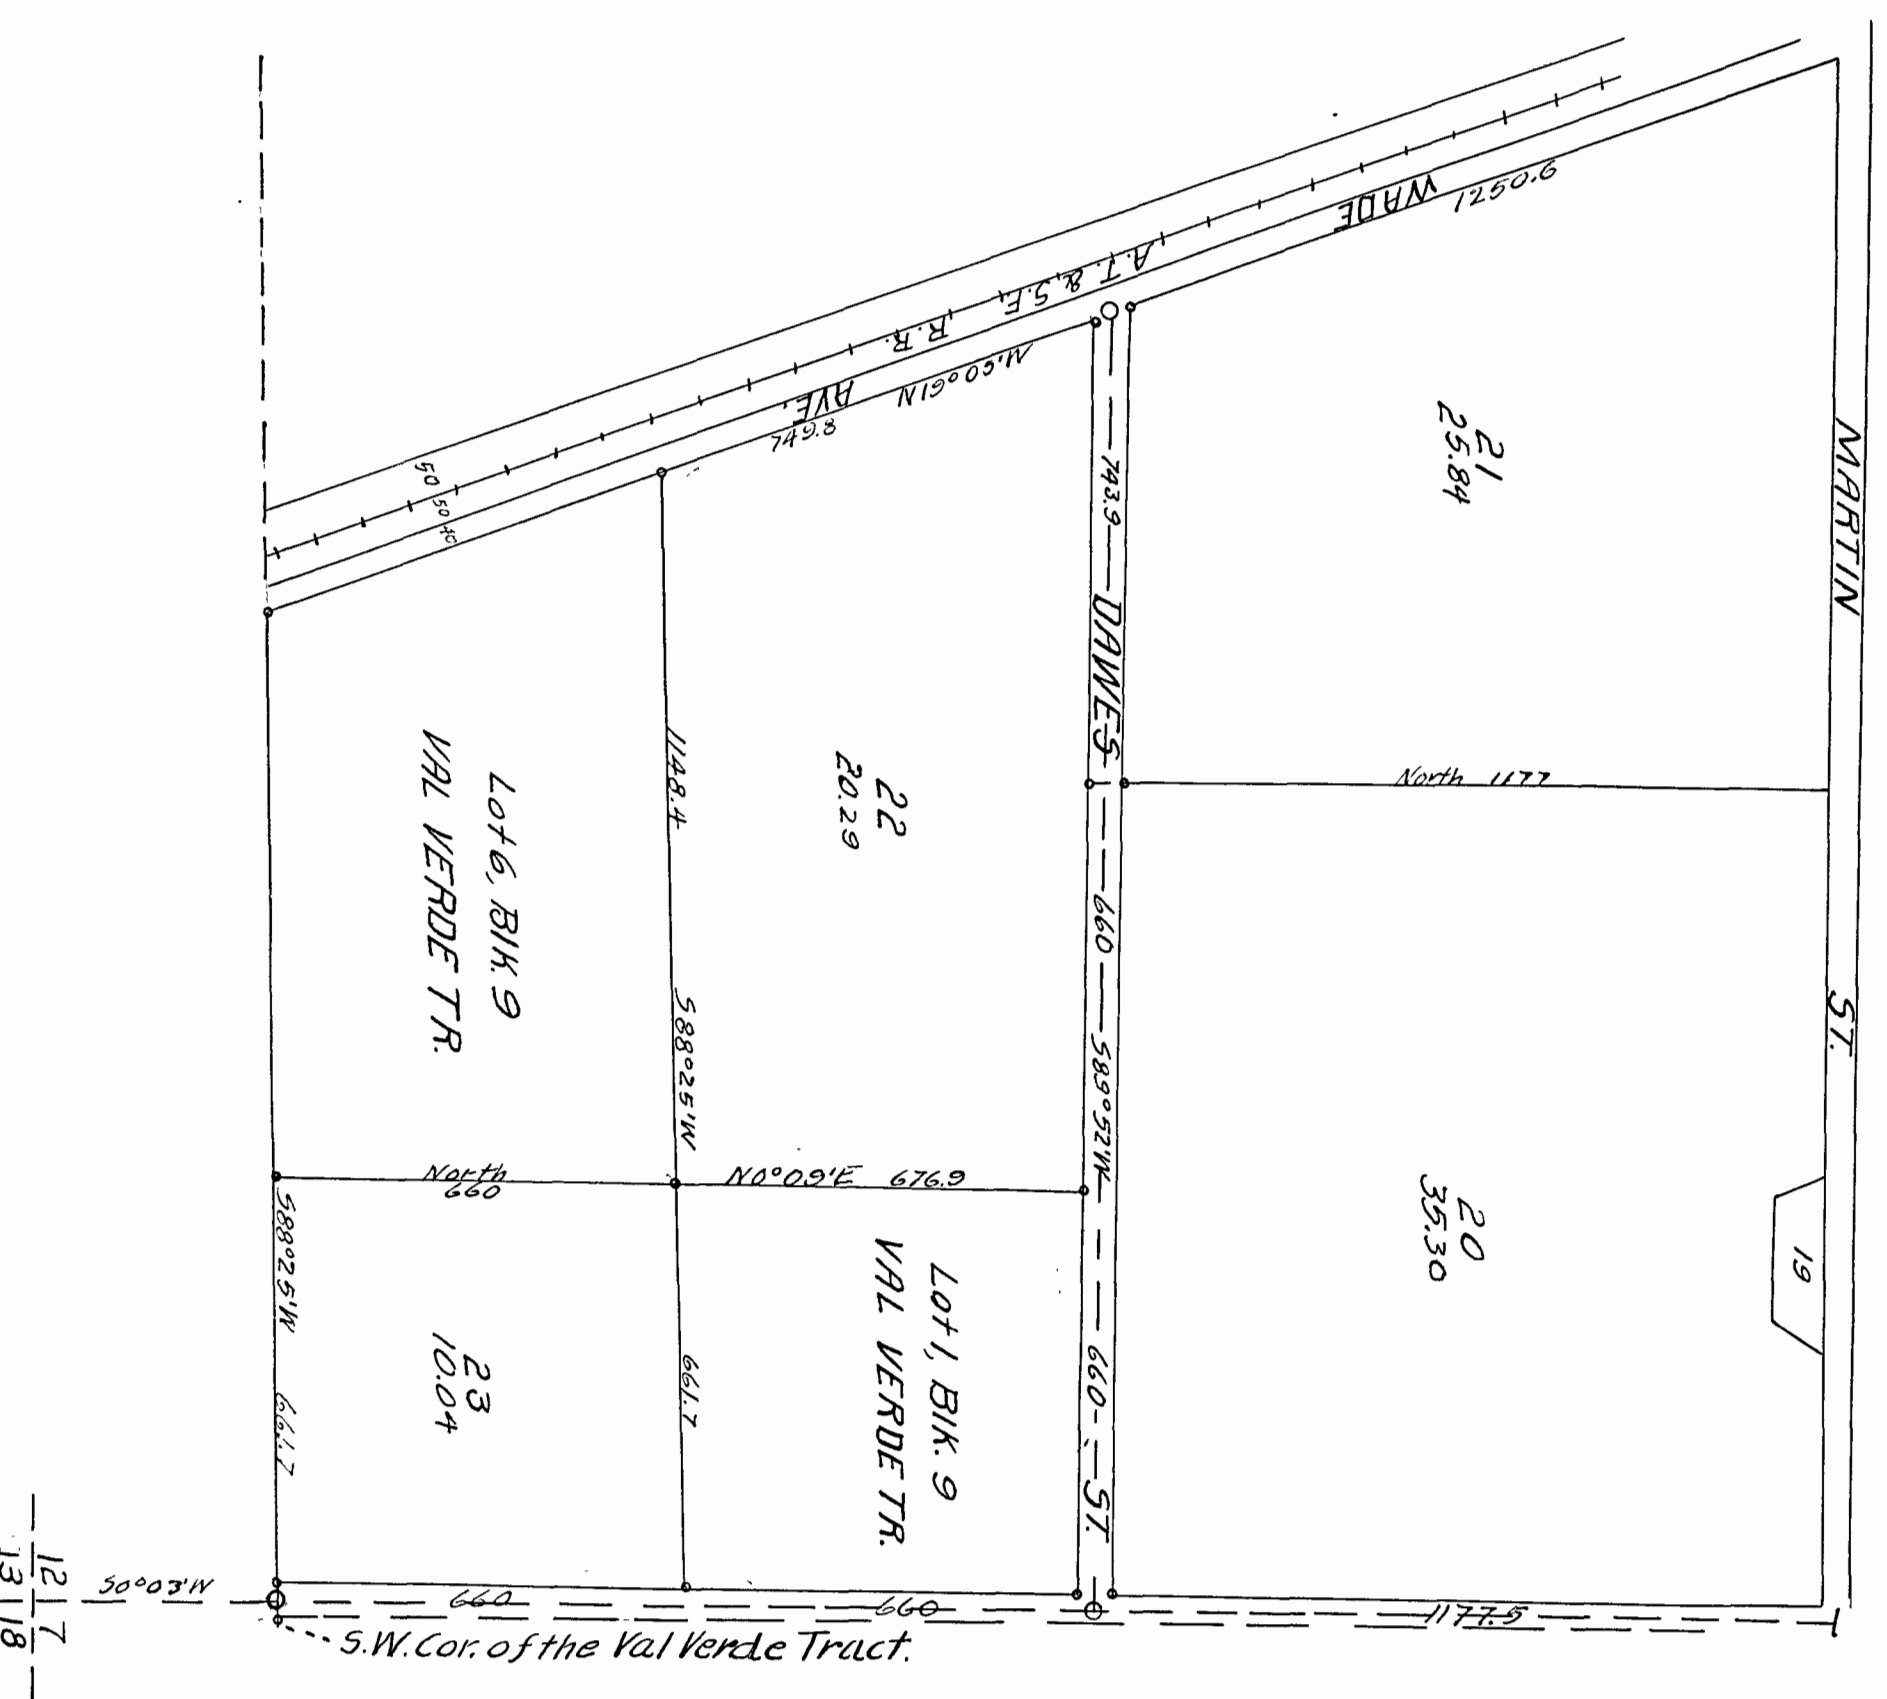 MARTIN ST.
WADE AVE.
1250.6
A.T. & S.F. R.R.
N19°05'W
749.8
50
50
40
21
25.84
743.9
DAWES ST.
660
S89°52'W
660
North 1177
22
20.29
1148.4
S88°25'W
Lot 6, Blk. 9
VAL VERDE TR.
20
35.30
19
North
660
N0°09'E 676.9
S88°25'W
661.7
23
10.04
661.7
Lot 1, Blk. 9
VAL VERDE TR.
12 7
13 18
S0°03'W
660
660
1177.5
S.W. Cor. of the Val Verde Tract.